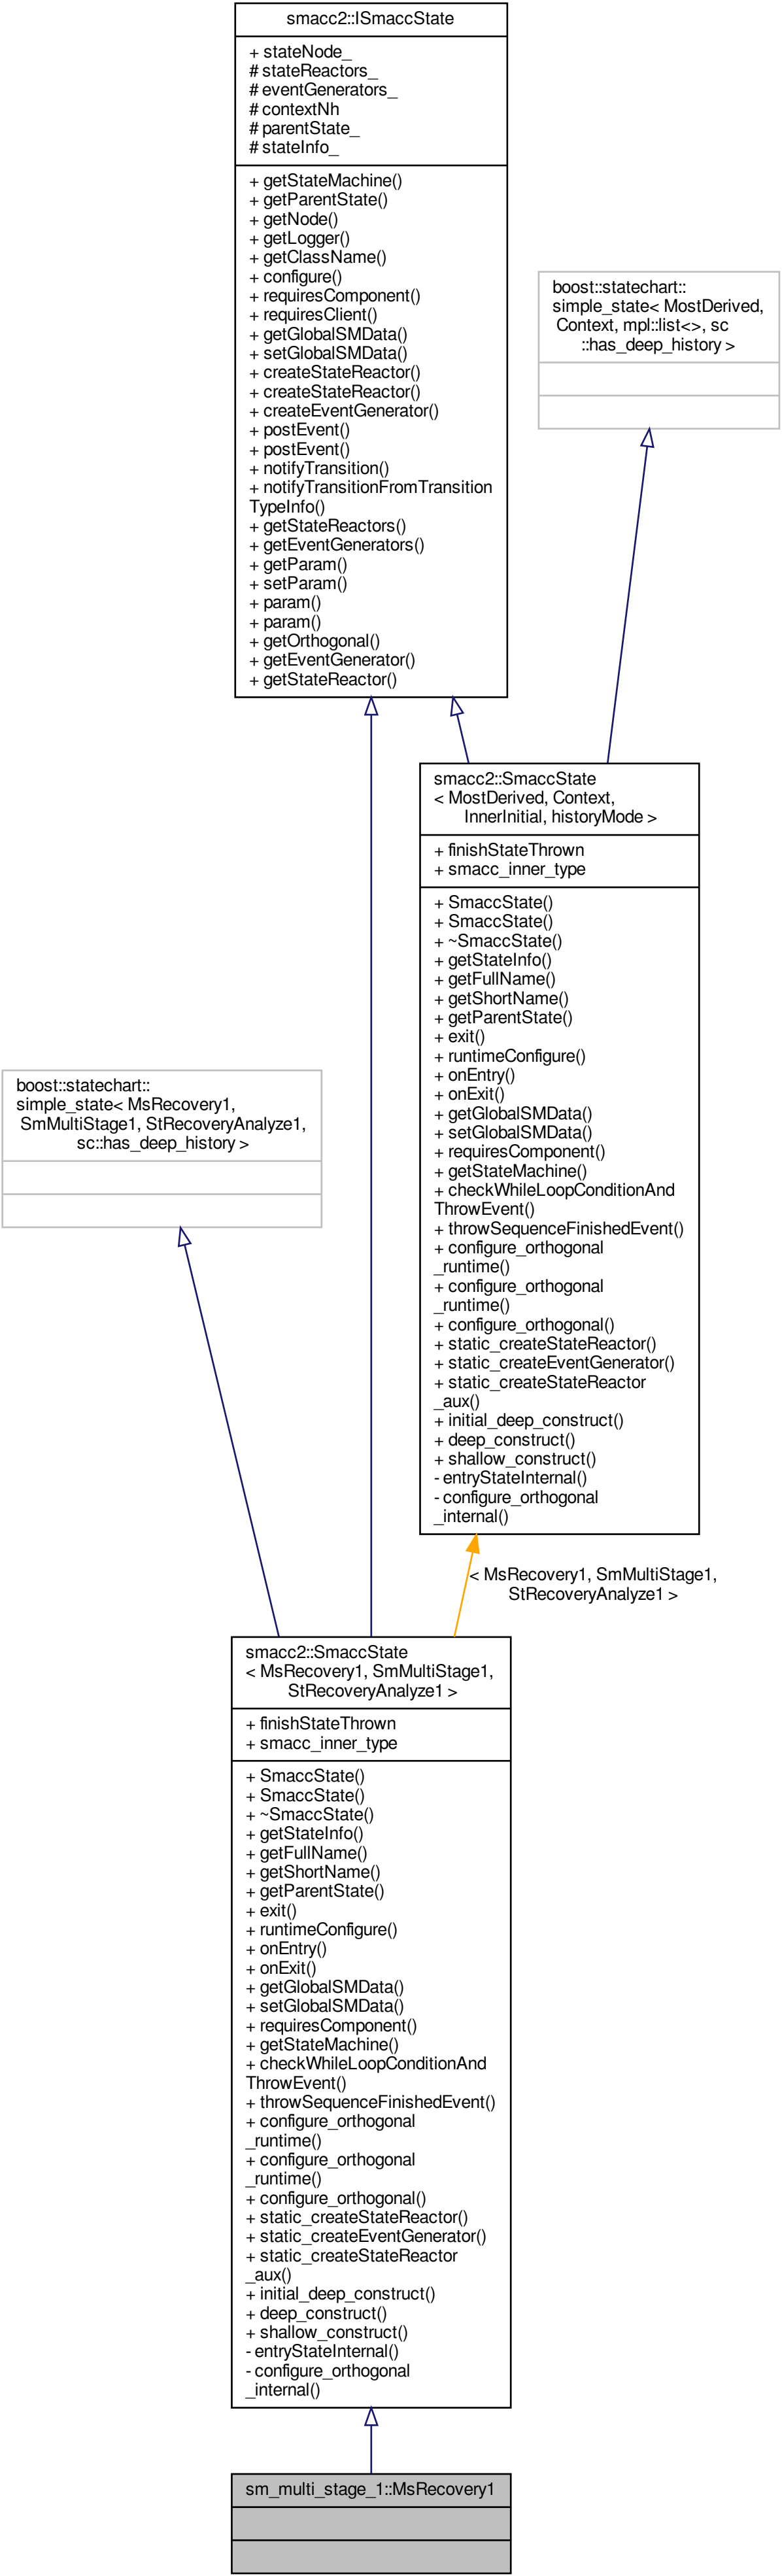 smacc2::ISmaccState
+ stateNode_
# stateReactors_
# eventGenerators_
# contextNh
# parentState_
# stateInfo_
+ getStateMachine()
+ getParentState()
+ getNode()
+ getLogger()
+ getClassName()
+ configure()
+ requiresComponent()
+ requiresClient()
+ getGlobalSMData()
+ setGlobalSMData()
+ createStateReactor()
+ createStateReactor()
+ createEventGenerator()
+ postEvent()
+ postEvent()
+ notifyTransition()
+ notifyTransitionFromTransition
TypeInfo()
+ getStateReactors()
+ getEventGenerators()
+ getParam()
+ setParam()
+ param()
+ param()
+ getOrthogonal()
+ getEventGenerator()
+ getStateReactor()
boost::statechart::
simple_state< MostDerived,
Context, mpl::list<>, sc
::has_deep_history >
smacc2::SmaccState
< MostDerived, Context,
InnerInitial, historyMode >
+ finishStateThrown
+ smacc_inner_type
+ SmaccState()
+ SmaccState()
+ ~SmaccState()
+ getStateInfo()
+ getFullName()
+ getShortName()
+ getParentState()
+ exit()
+ runtimeConfigure()
+ onEntry()
+ onExit()
+ getGlobalSMData()
+ setGlobalSMData()
+ requiresComponent()
+ getStateMachine()
+ checkWhileLoopConditionAnd
ThrowEvent()
+ throwSequenceFinishedEvent()
+ configure_orthogonal
_runtime()
+ configure_orthogonal
_runtime()
+ configure_orthogonal()
+ static_createStateReactor()
+ static_createEventGenerator()
+ static_createStateReactor
_aux()
+ initial_deep_construct()
+ deep_construct()
+ shallow_construct()
- entryStateInternal()
- configure_orthogonal
_internal()
boost::statechart::
simple_state< MsRecovery1,
SmMultiStage1, StRecoveryAnalyze1,
sc::has_deep_history >
< MsRecovery1, SmMultiStage1,
StRecoveryAnalyze1 >
smacc2::SmaccState
< MsRecovery1, SmMultiStage1,
StRecoveryAnalyze1 >
+ finishStateThrown
+ smacc_inner_type
+ SmaccState()
+ SmaccState()
+ ~SmaccState()
+ getStateInfo()
+ getFullName()
+ getShortName()
+ getParentState()
+ exit()
+ runtimeConfigure()
+ onEntry()
+ onExit()
+ getGlobalSMData()
+ setGlobalSMData()
+ requiresComponent()
+ getStateMachine()
+ checkWhileLoopConditionAnd
ThrowEvent()
+ throwSequenceFinishedEvent()
+ configure_orthogonal
_runtime()
+ configure_orthogonal
_runtime()
+ configure_orthogonal()
+ static_createStateReactor()
+ static_createEventGenerator()
+ static_createStateReactor
_aux()
+ initial_deep_construct()
+ deep_construct()
+ shallow_construct()
- entryStateInternal()
- configure_orthogonal
_internal()
sm_multi_stage_1::MsRecovery1